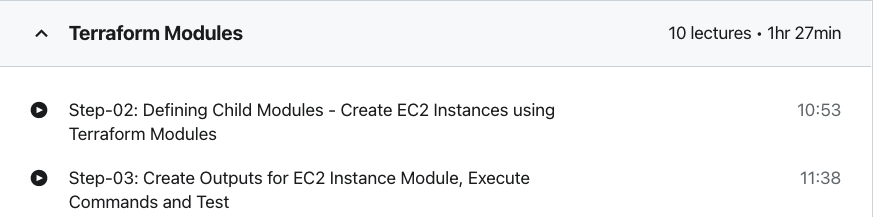 Terraform Modules
10 lectures • 1hr 27min
Step-02: Defining Child Modules - Create EC2 Instances using
Terraform Modules
10:53
Step-03: Create Outputs for EC2 Instance Module, Execute
Commands and Test
11:38